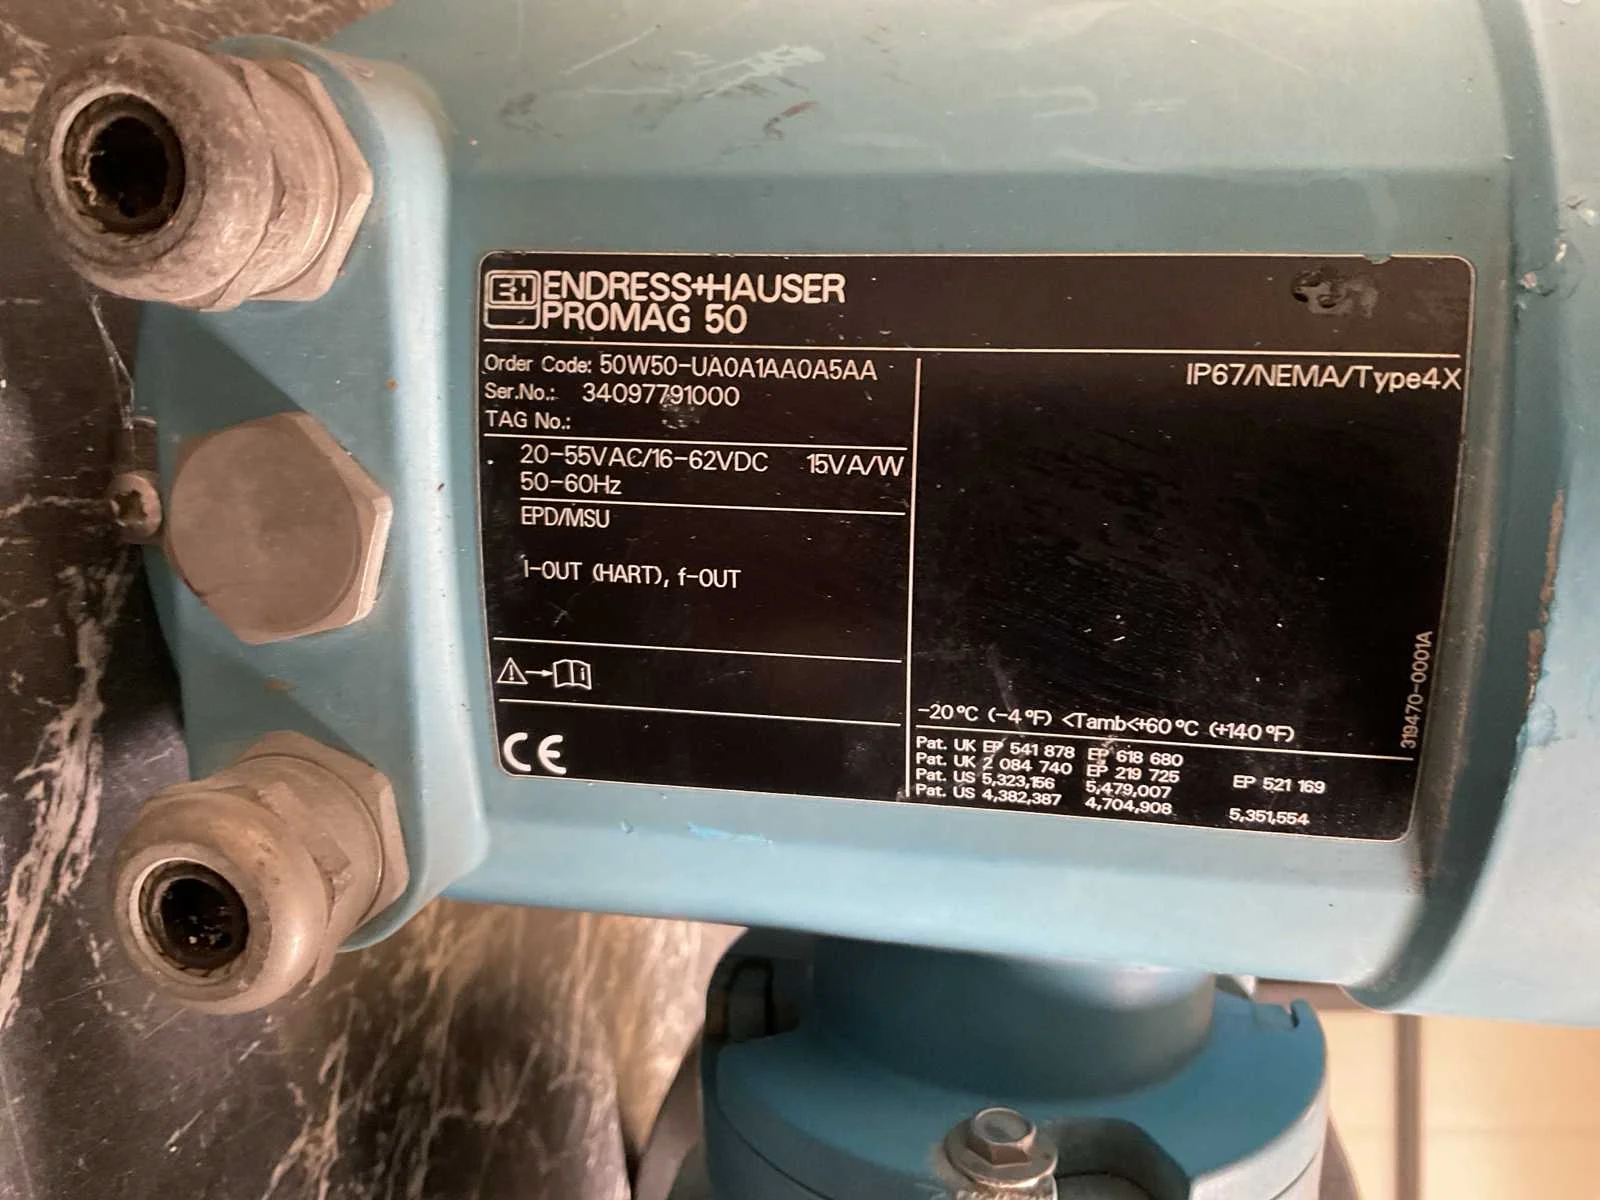 E+H
ENDRESS+HAUSER
PROMAG 50
Order Code: 50W50-UA0A1AA0A5AA
Ser.No.: 34097791000
TAG No.:
IP67/NEMA/Type4X
20-55VAC/16-62VDC 15VA/W
50-60Hz
EPD/MSU
I-OUT (HART), f-OUT
i
CE
-20°C (-4°F) <Tamb<+60°C (+140°F)
Pat. UK EP 541 878 EP 618 680
Pat. UK 2 084 740 EP 219 725 EP 521 169
Pat. US 5,323,156 5,479,007
Pat. US 4,382,387 4,704,908 5,351,554
319470-0001A